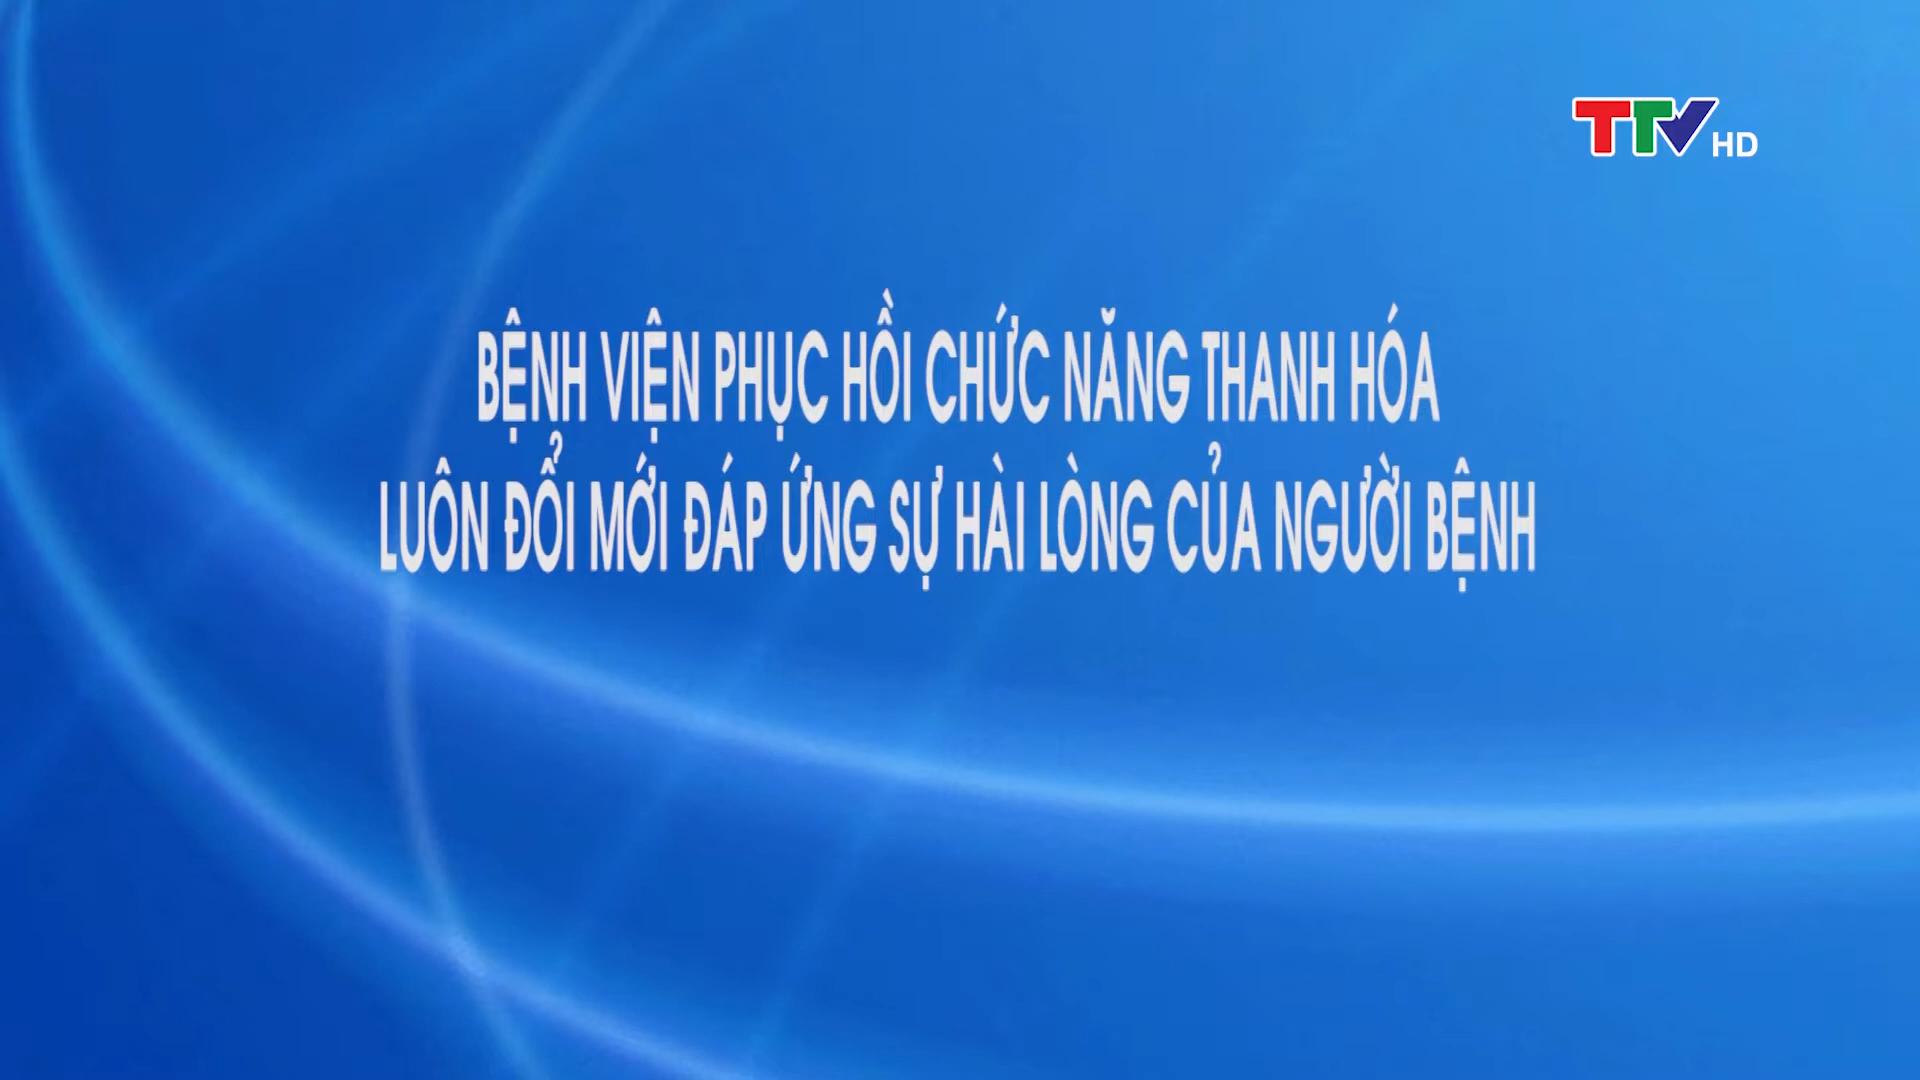 TTV HD
BỆNH VIỆN PHỤC HỒI CHỨC NĂNG THANH HÓA
LUÔN ĐỔI MỚI ĐÁP ỨNG SỰ HÀI LÒNG CỦA NGƯỜI BỆNH